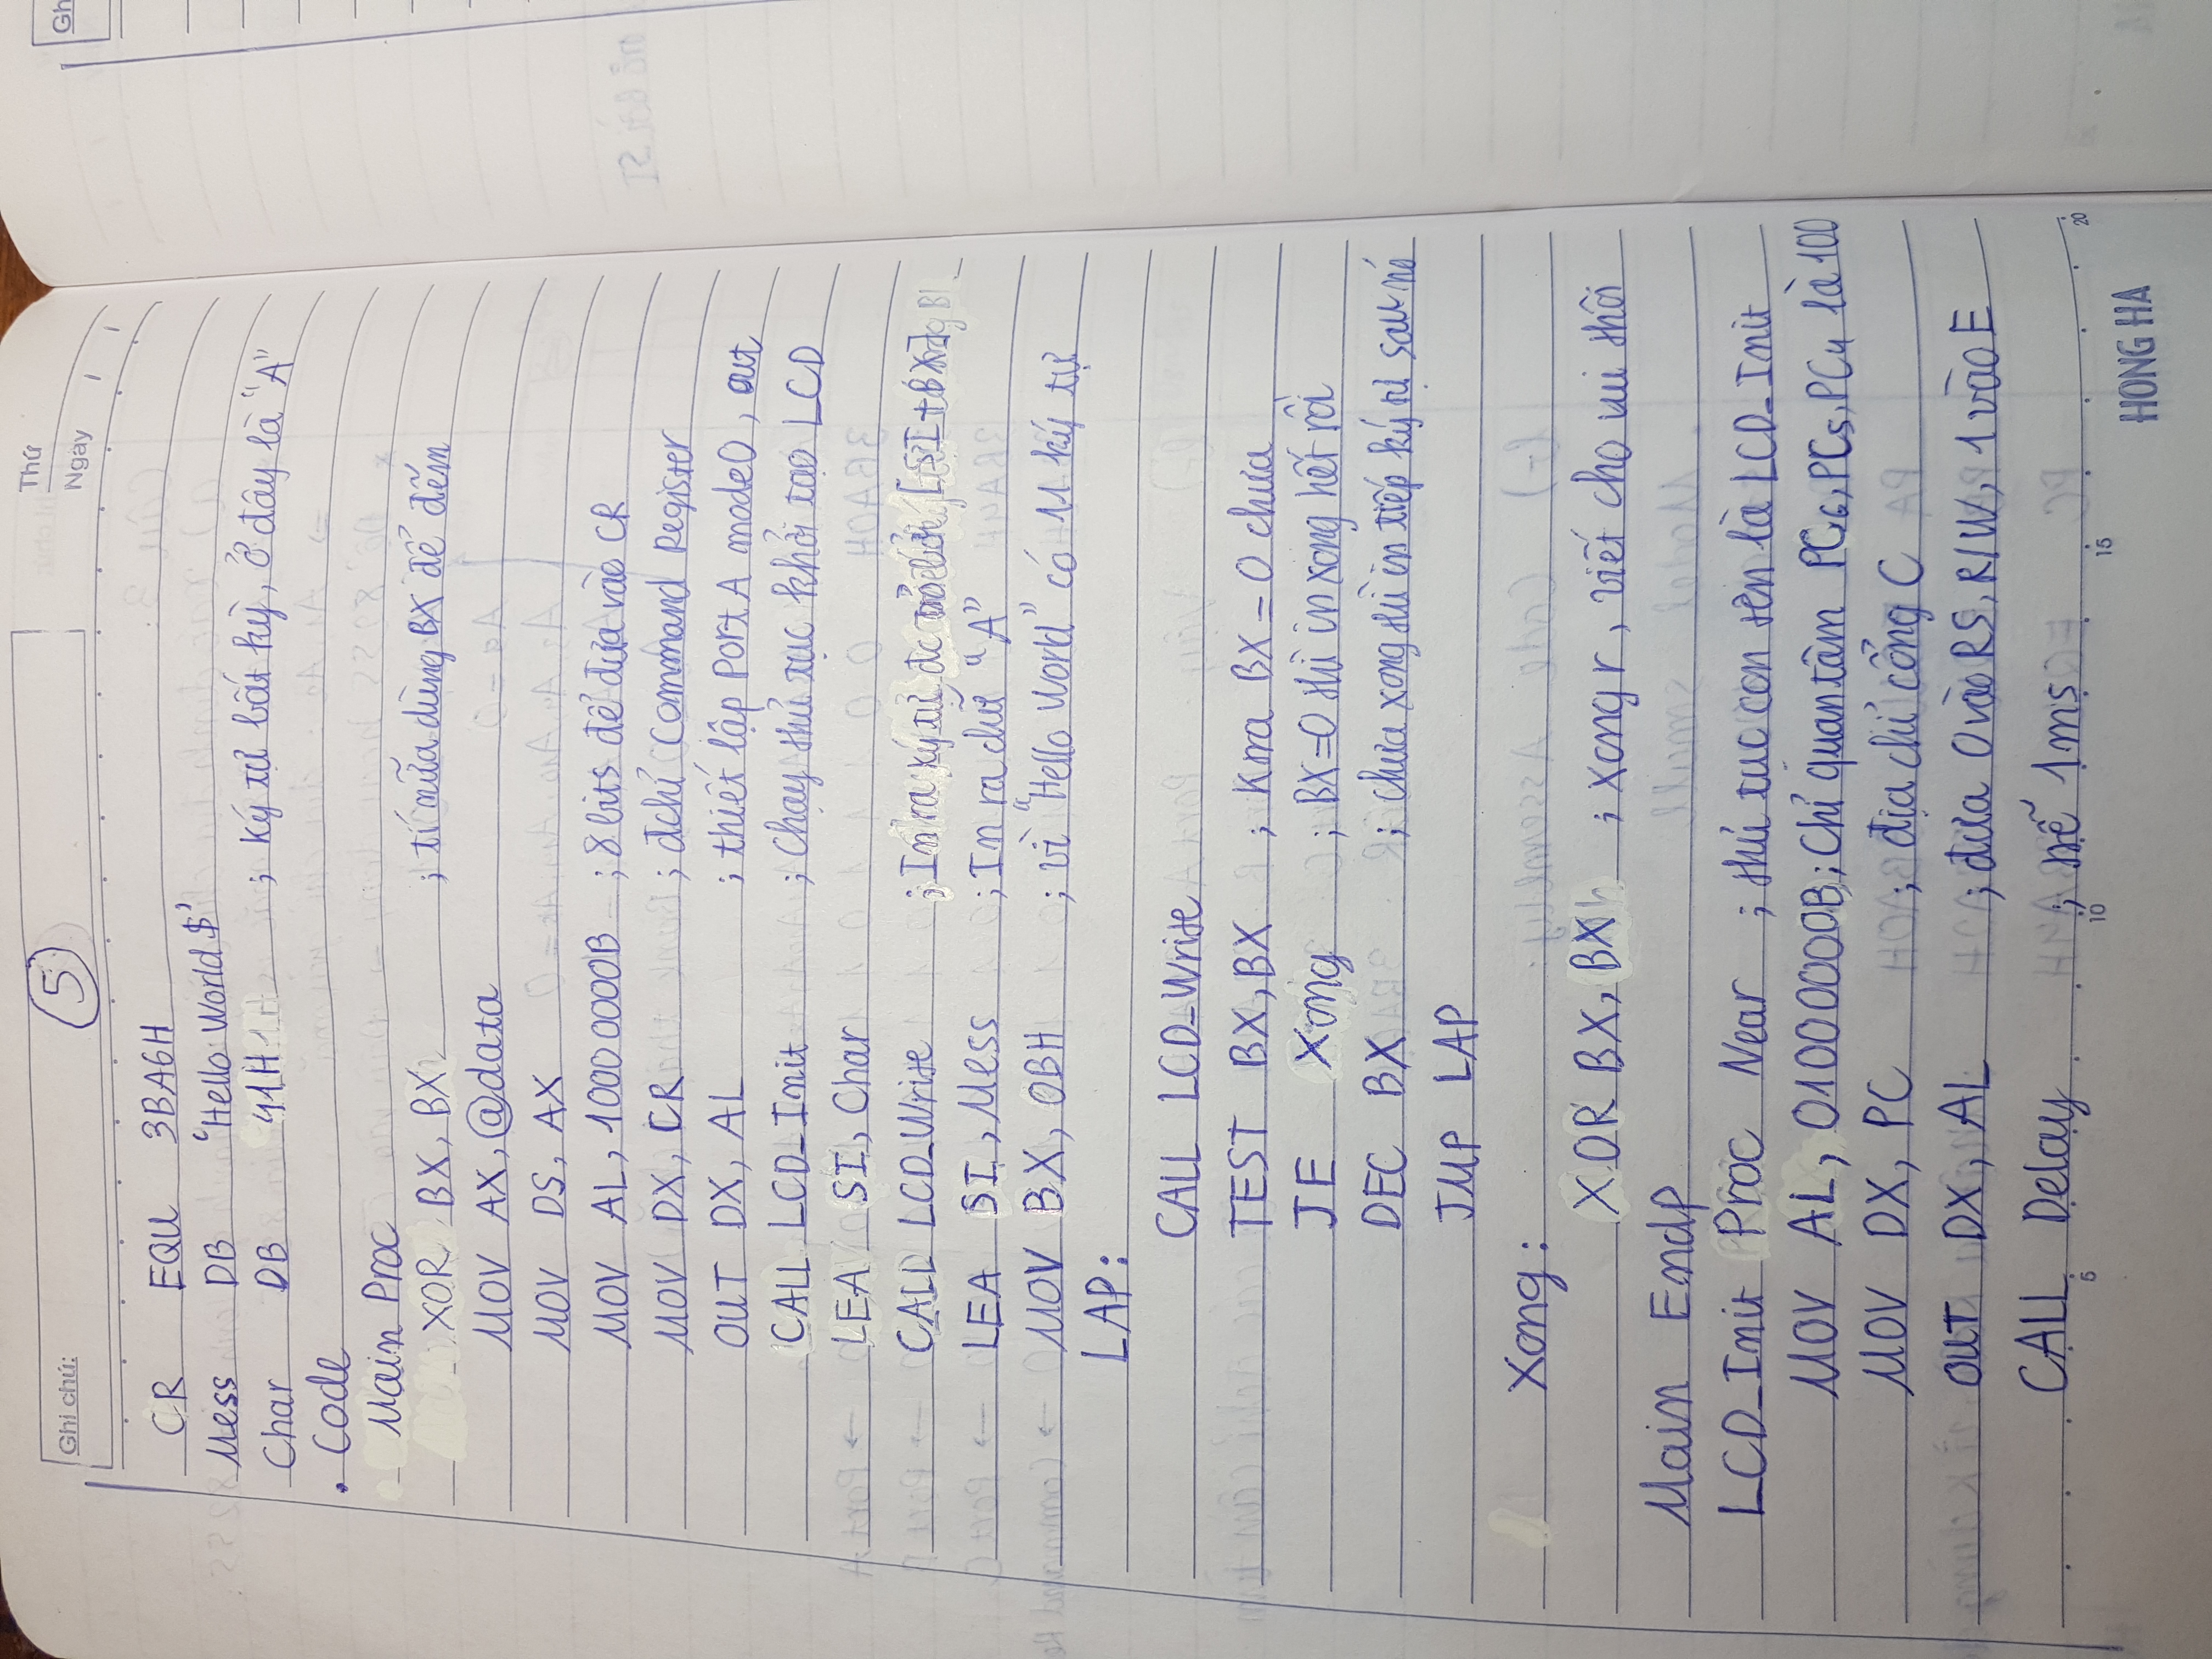 Ghi chú:
5
Thứ
Ngày
Gh
CR EQU 3BA6H
Mess DB 'Hello World$'
Char DB 41H ; Ký tự bất kỳ, ở đây là "A"
. Code
Main Proc
XOR BX, BX ; tí nữa dùng BX để đếm
MOV AX, @data
MOV DS, AX
MOV AL, 10000000B ; 8 bits để đưa vào CR
MOV DX, CR ; đchỉ Command Register
OUT DX, AL ; thiết lập Port A mode 0, out
CALL LCD_Init ; Chạy thủ tục khởi tạo LCD
LEA SI, Char
CALL LCD_Write ; In ra ký tự đc trỏ bởi [SI+BX]
LEA SI, Mess ; In ra chữ "A"
MOV BX, 0BH ; vì "Hello World" có 11 ký tự
LAP:
CALL LCD_Write
TEST BX, BX ; Ktra BX = 0 chưa
JE Xong ; BX=0 thì in xong hết rồi
DEC BX ; chưa xong thì in tiếp ký tự sau nó
JMP LAP
Xong:
XOR BX, BX ; xong r, viết cho vui thôi
Main Endp
LCD_Init Proc Near ; thủ tục con tên là LCD_Init
MOV AL, 01000000B ; Chỉ quan tâm PC6, PC5, PC4 là 100
MOV DX, PC ; địa chỉ cổng C
OUT DX, AL ; đưa 0 vào RS, R/W, 1 vào E
CALL Delay ; trễ 1ms
5 10 15 20
HONG HA